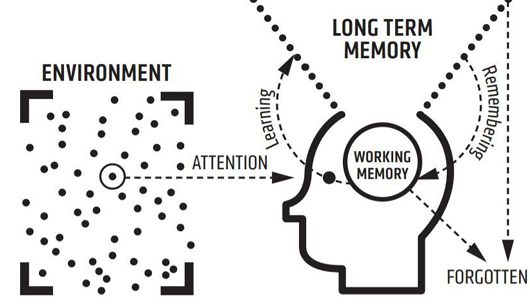 LONG TERM
MEMORY
ENVIRONMENT
Learning
Remembering
ATTENTION
WORKING
MEMORY
FORGOTTEN